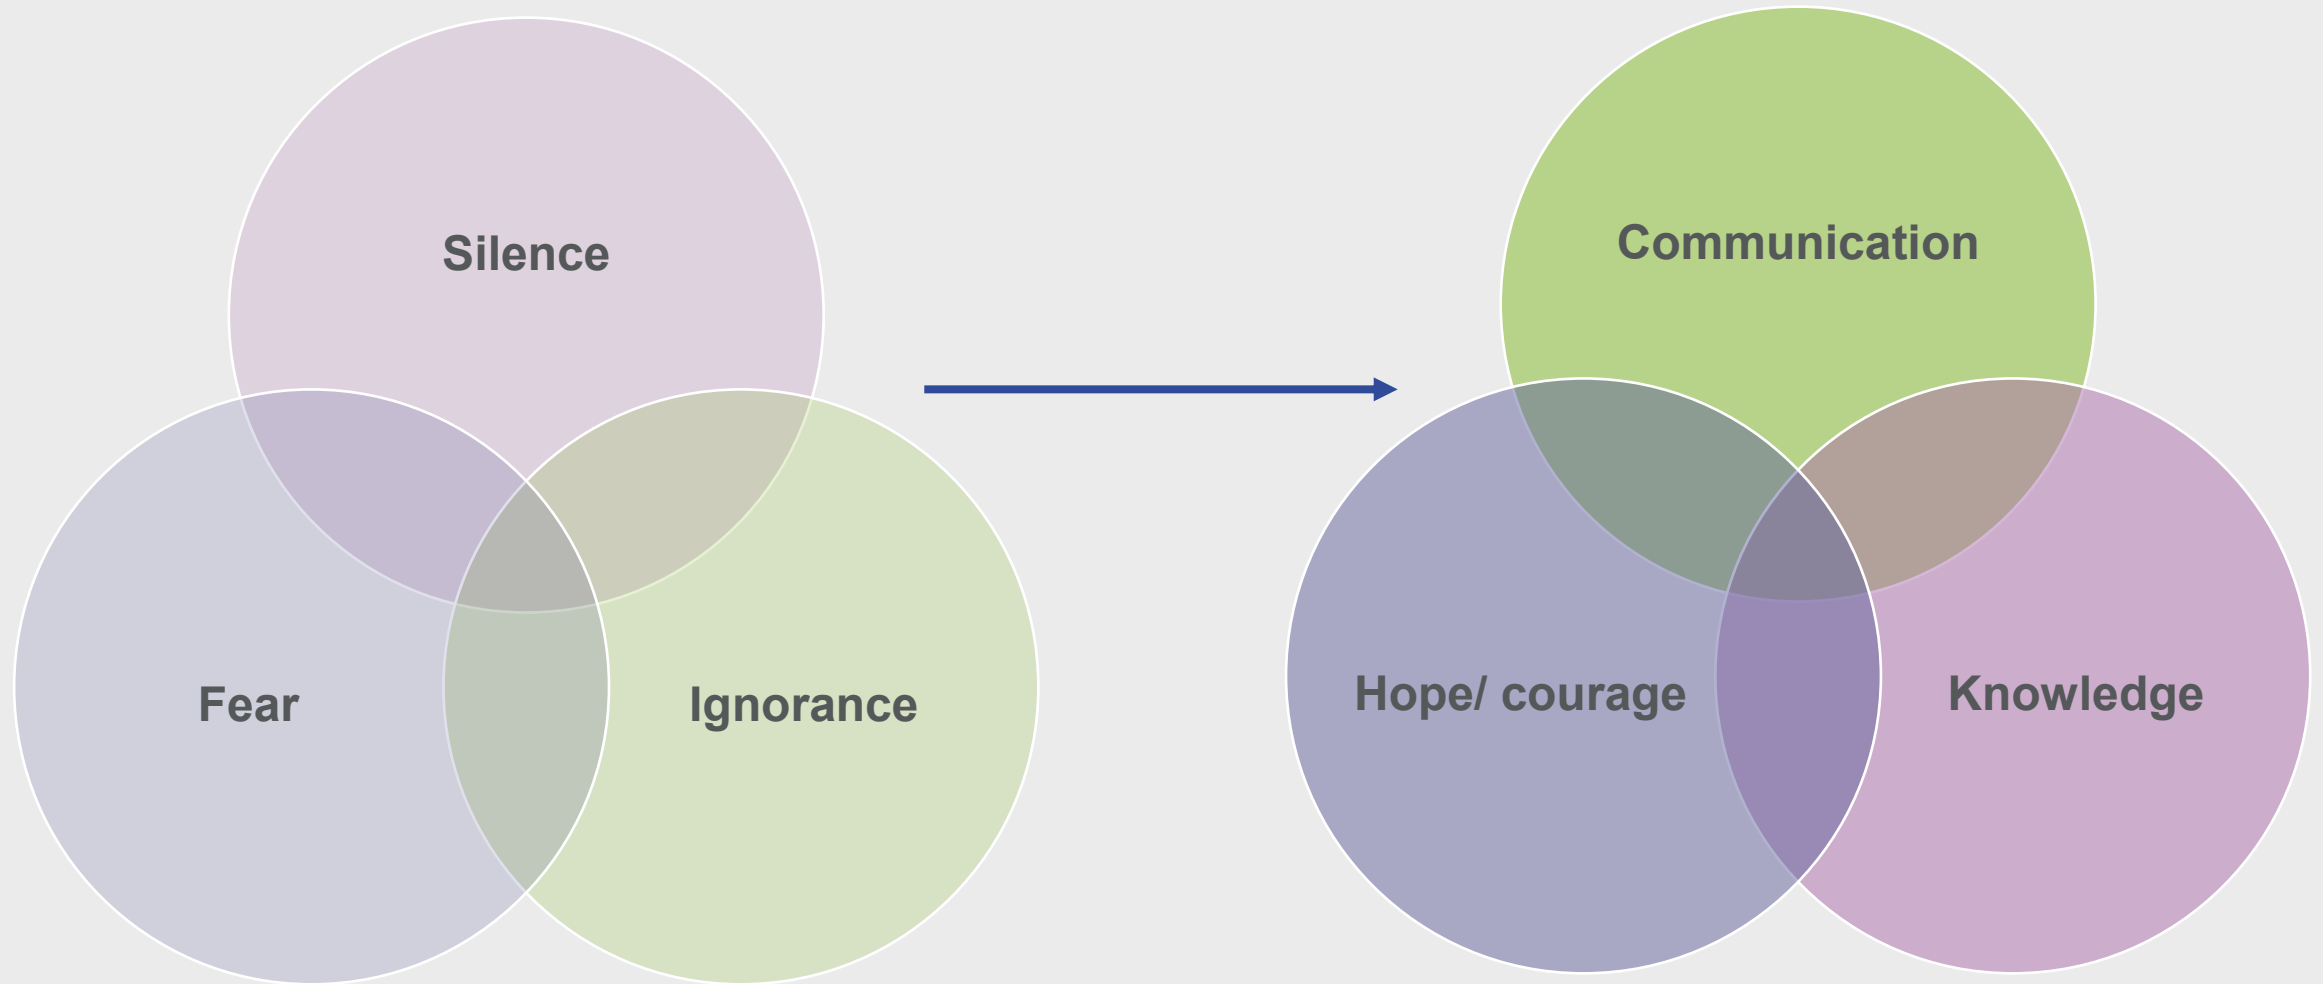 Silence
Fear
Ignorance
Communication
Hope/ courage
Knowledge